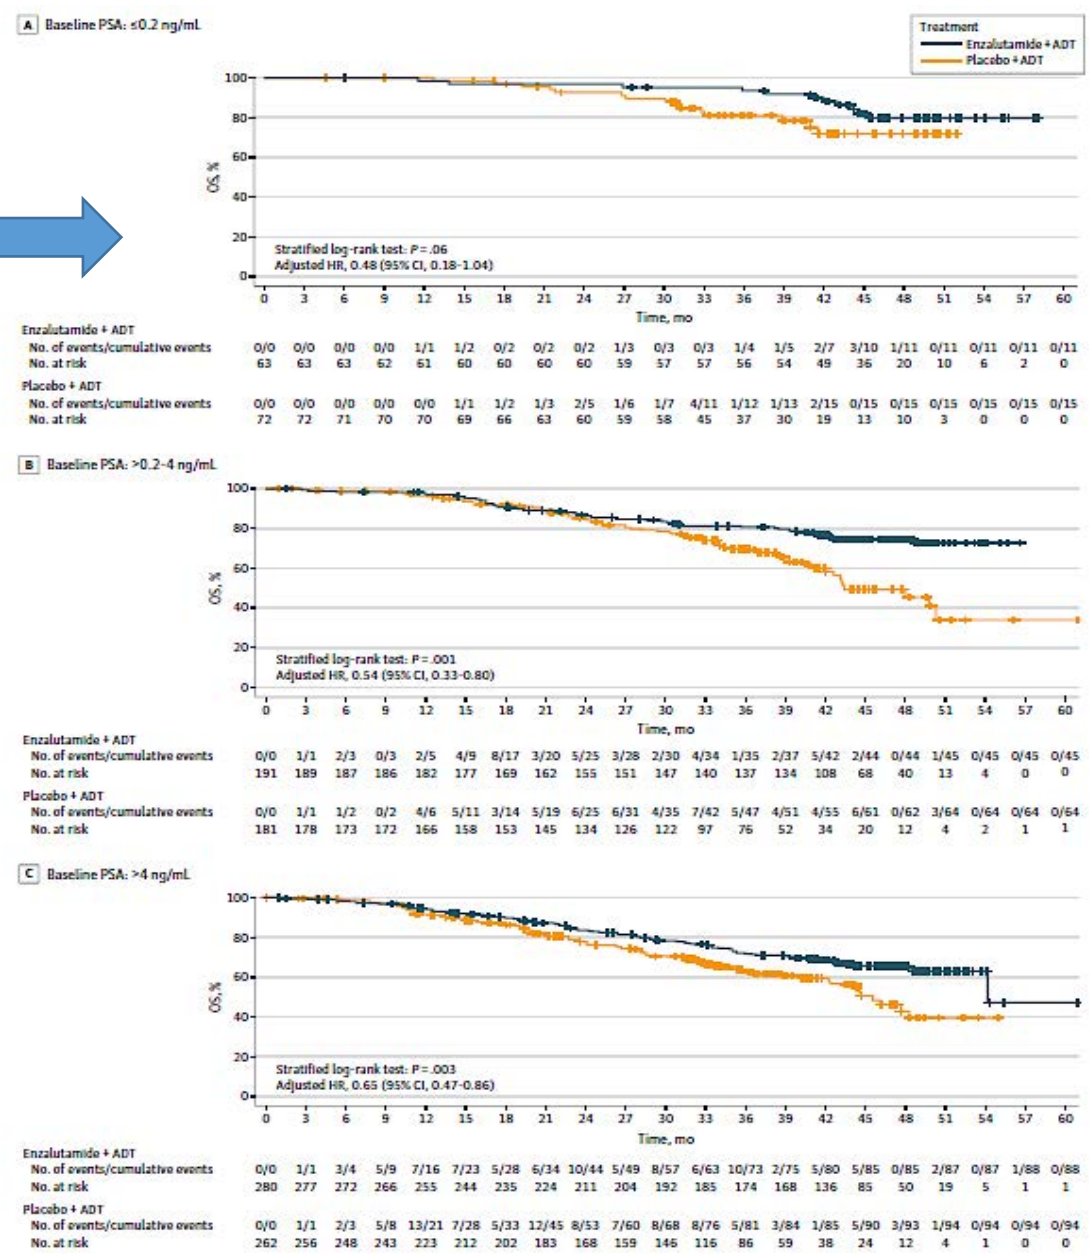 A Baseline PSA: ≤0.2 ng/mL
Treatment
Enzalutamide + ADT
Placebo + ADT
100
80
60
40
20
0
OS, %
Stratified log-rank test: P = .06
Adjusted HR, 0.48 (95% CI, 0.18-1.04)
0 3 6 9 12 15 18 21 24 27 30 33 36 39 42 45 48 51 54 57 60
Time, mo
Enzalutamide + ADT
No. of events/cumulative events 0/0 0/0 0/0 0/0 1/1 1/2 0/2 0/2 0/2 1/3 0/3 0/3 1/4 1/5 2/7 3/10 1/11 0/11 0/11 0/11 0/11
No. at risk 63 63 63 62 61 60 60 60 60 59 57 57 56 54 49 36 20 10 6 2 0
Placebo + ADT
No. of events/cumulative events 0/0 0/0 0/0 0/0 0/0 1/1 1/2 1/3 2/5 1/6 1/7 4/11 1/12 1/13 2/15 0/15 0/15 0/15 0/15 0/15 0/15
No. at risk 72 72 71 70 70 69 66 63 60 59 58 45 37 30 19 13 10 3 0 0 0
B Baseline PSA: >0.2-4 ng/mL
100
80
60
40
20
0
OS, %
Stratified log-rank test: P = .001
Adjusted HR, 0.54 (95% CI, 0.33-0.80)
0 3 6 9 12 15 18 21 24 27 30 33 36 39 42 45 48 51 54 57 60
Time, mo
Enzalutamide + ADT
No. of events/cumulative events 0/0 1/1 2/3 0/3 2/5 4/9 8/17 3/20 5/25 3/28 2/30 4/34 1/35 2/37 5/42 2/44 0/44 1/45 0/45 0/45 0/45
No. at risk 191 189 187 186 182 177 169 162 155 151 147 140 137 134 108 68 40 13 4 0 0
Placebo + ADT
No. of events/cumulative events 0/0 1/1 1/2 0/2 4/6 5/11 3/14 5/19 6/25 6/31 4/35 7/42 5/47 4/51 4/55 6/61 0/62 3/64 0/64 0/64 0/64
No. at risk 181 178 173 172 166 158 153 145 134 126 122 97 76 52 34 20 12 4 2 1 1
C Baseline PSA: >4 ng/mL
100
80
60
40
20
0
OS, %
Stratified log-rank test: P = .003
Adjusted HR, 0.65 (95% CI, 0.47-0.86)
0 3 6 9 12 15 18 21 24 27 30 33 36 39 42 45 48 51 54 57 60
Time, mo
Enzalutamide + ADT
No. of events/cumulative events 0/0 1/1 3/4 5/9 7/16 7/23 5/28 6/34 10/44 5/49 8/57 6/63 10/73 2/75 5/80 5/85 0/85 2/87 0/87 1/88 0/88
No. at risk 280 277 272 266 255 244 235 224 211 204 192 185 174 168 136 85 50 19 5 1 1
Placebo + ADT
No. of events/cumulative events 0/0 1/1 2/3 5/8 13/21 7/28 5/33 12/45 8/53 7/60 8/68 8/76 5/81 3/84 1/85 5/90 3/93 1/94 0/94 0/94 0/94
No. at risk 262 256 248 243 223 212 202 183 168 159 146 116 86 59 38 24 12 4 1 0 0